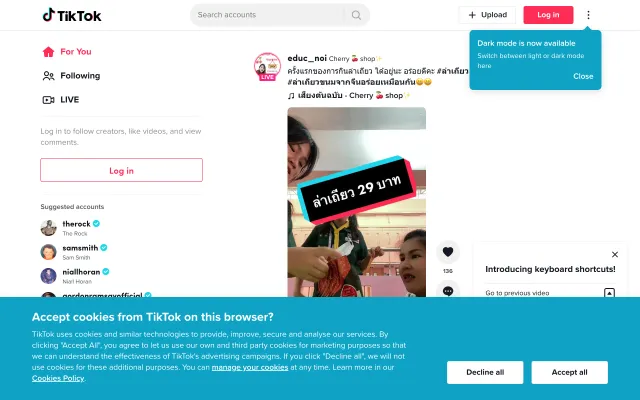 TikTok
Search accounts
Upload
Log in
Dark mode is now available
Switch between light or dark mode
here
Close
For You
Following
LIVE
Log in to follow creators, like videos, and view
comments.
Log in
Suggested accounts
therock
The Rock
samsmith
Sam Smith
niallhoran
Niall Horan
gordonramsayofficial
LIVE
educ_noi Cherry 🍒 shop✨
ครั้งแรกของการกินล่าเถียว ได้อยู่นะ อร่อยดีคะ #ล่าเถียว
#ล่าเถียวขนมจากจีนอร่อยเหมือนกัน😄😄
♫ เสียงต้นฉบับ - Cherry 🍒 shop✨
ล่าเถียว 29 บาท
136
Introducing keyboard shortcuts!
Go to previous video
Accept cookies from TikTok on this browser?
TikTok uses cookies and similar technologies to provide, improve, secure and analyse our services. By
clicking "Accept All", you agree to let us use our own and third party cookies for marketing purposes so that
we can understand the effectiveness of TikTok's advertising campaigns. If you click "Decline all", we will not
use cookies for these additional purposes. You can manage your cookies at any time. Learn more in our
Cookies Policy.
Decline all
Accept all